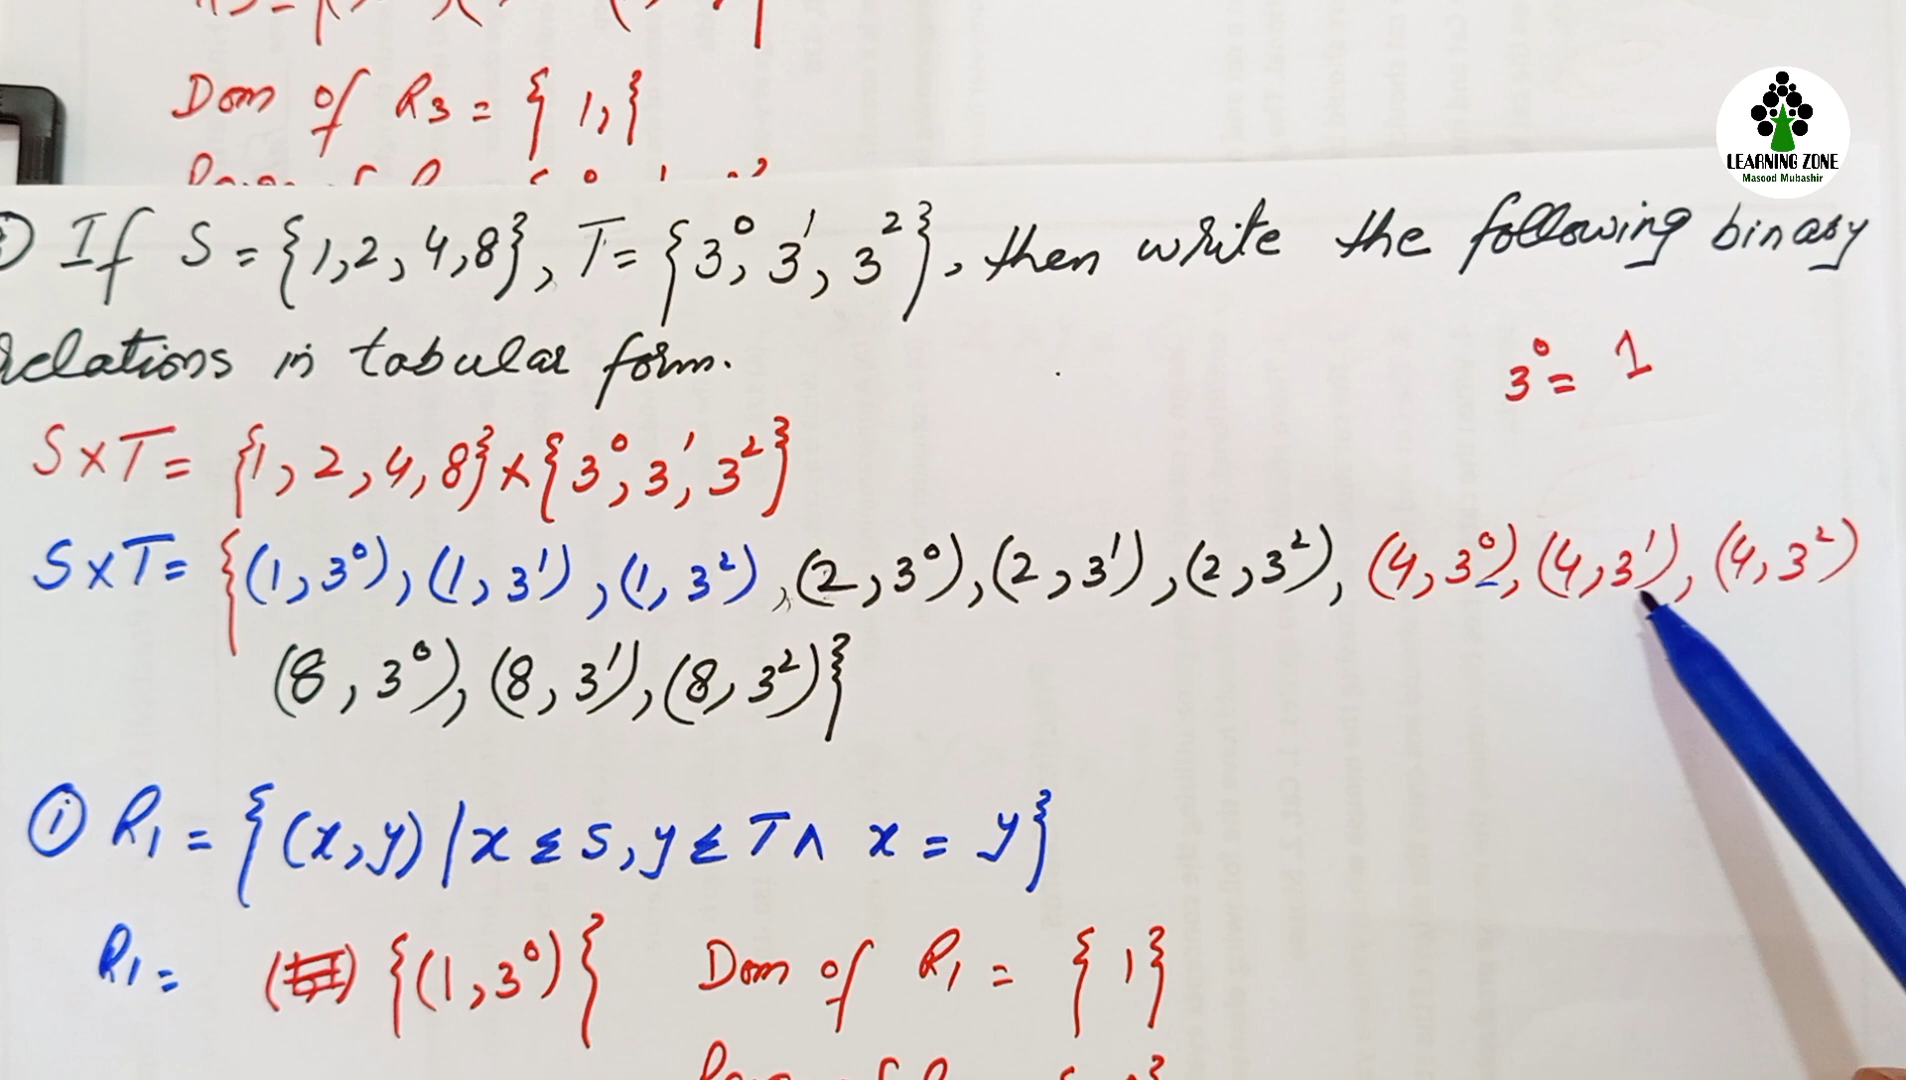 Dom of R3 = { 1, }
LEARNING ZONE
Masood Mubashir
If S = {1, 2, 4, 8}, T = {3⁰, 3¹, 3²}, then write the following binary
relations in tabular form.
3⁰ = 1
S×T = {1, 2, 4, 8} × {3⁰, 3¹, 3²}
S×T = {(1, 3⁰), (1, 3¹), (1, 3²), (2, 3⁰), (2, 3¹), (2, 3²), (4, 3⁰), (4, 3¹), (4, 3²)
(8, 3⁰), (8, 3¹), (8, 3²)}
(i) R₁ = {(x, y) | x ∈ S, y ∈ T ∧ x = y}
R₁ = {(1, 3⁰){ Dom of R₁ = {1}